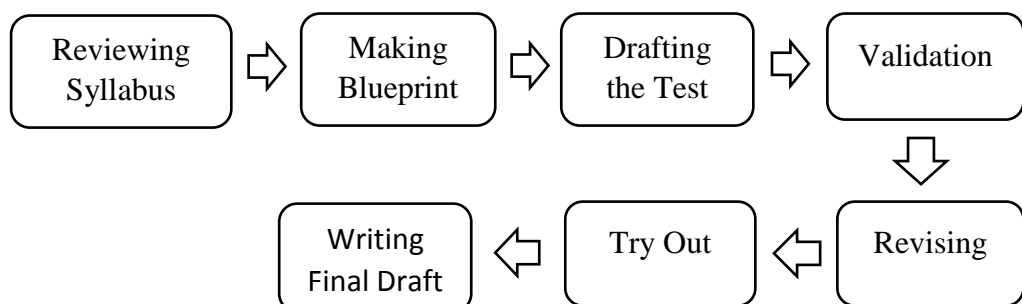 Reviewing
Syllabus
Making
Blueprint
Drafting
the Test
Validation
Revising
Try Out
Writing
Final Draft